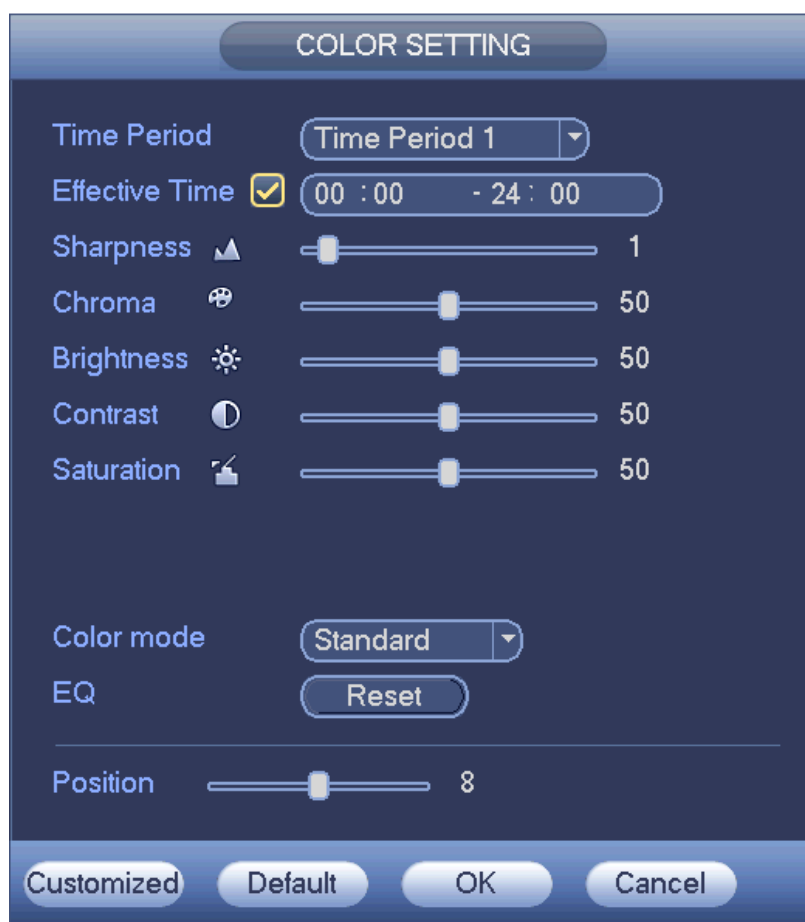 COLOR SETTING
Time Period Time Period 1
Effective Time 00 :00 - 24 : 00
Sharpness 1
Chroma 50
Brightness 50
Contrast 50
Saturation 50
Color mode Standard
EQ Reset
Position 8
Customized Default OK Cancel